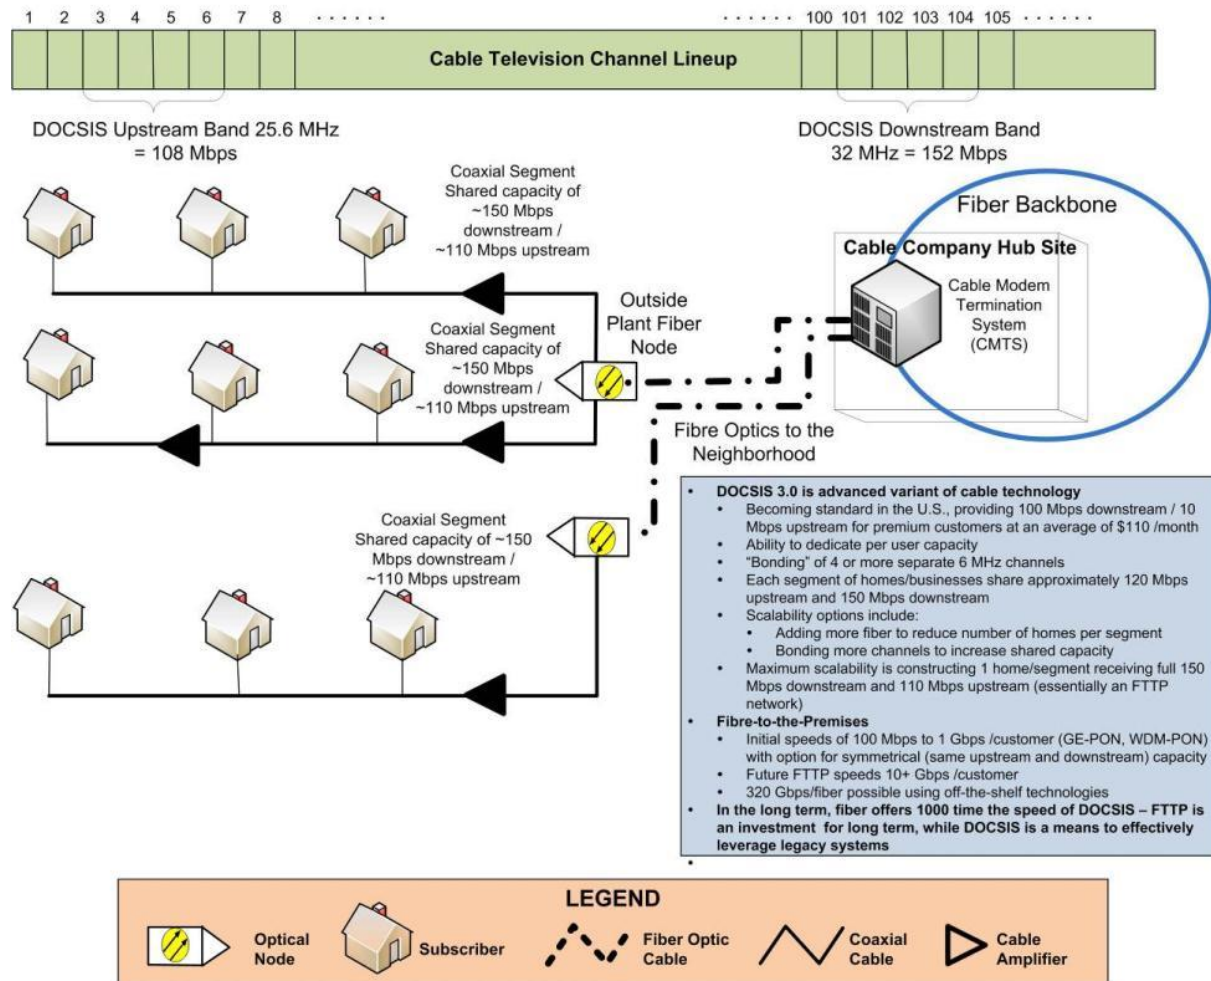 1 2 3 4 5 6 7 8 . . . . . . . . . . . . 100 101 102 103 104 105 . . . . . .
Cable Television Channel Lineup
DOCSIS Upstream Band 25.6 MHz
= 108 Mbps
DOCSIS Downstream Band
32 MHz = 152 Mbps
Coaxial Segment
Shared capacity of
~150 Mbps
downstream /
~110 Mbps upstream
Fiber Backbone
Cable Company Hub Site
Cable Modem
Termination
System
(CMTS)
Outside
Plant Fiber
Node
Coaxial Segment
Shared capacity of
~150 Mbps
downstream /
~110 Mbps upstream
Fibre Optics to the
Neighborhood
Coaxial Segment
Shared capacity of ~150
Mbps downstream /
~110 Mbps upstream
• DOCSIS 3.0 is advanced variant of cable technology
• Becoming standard in the U.S., providing 100 Mbps downstream / 10
Mbps upstream for premium customers at an average of $110 /month
• Ability to dedicate per user capacity
• “Bonding” of 4 or more separate 6 MHz channels
• Each segment of homes/businesses share approximately 120 Mbps
upstream and 150 Mbps downstream
• Scalability options include:
• Adding more fiber to reduce number of homes per segment
• Bonding more channels to increase shared capacity
• Maximum scalability is constructing 1 home/segment receiving full 150
Mbps downstream and 110 Mbps upstream (essentially an FTTP
network)
• Fibre-to-the-Premises
• Initial speeds of 100 Mbps to 1 Gbps /customer (GE-PON, WDM-PON)
with option for symmetrical (same upstream and downstream) capacity
• Future FTTP speeds 10+ Gbps /customer
• 320 Gbps/fiber possible using off-the-shelf technologies
• In the long term, fiber offers 1000 time the speed of DOCSIS – FTTP is
an investment for long term, while DOCSIS is a means to effectively
leverage legacy systems
•
LEGEND
Optical
Node
Subscriber
Fiber Optic
Cable
Coaxial
Cable
Cable
Amplifier